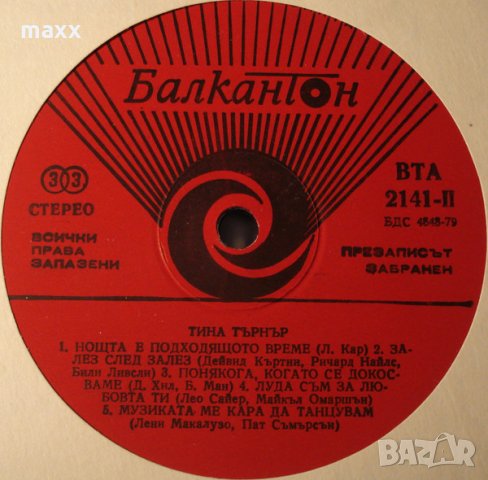 maxx
Балкантон
33
СТЕРЕО
ВТА
2141-II
БДС 4848-79
ВСИЧКИ
ПРАВА
ЗАПАЗЕНИ
ПРЕЗАПИСЪТ
ЗАБРАНЕН
ТИНА ТЪРНЪР
1. НОЩТА Е ПОДХОДЯЩОТО ВРЕМЕ (Л. Кар) 2. ЗА-
ЛЕЗ СЛЕД ЗАЛЕЗ (Дейвид Къртни, Ричард Найлс,
Били Ливсли) 3. ПОНЯКОГА, КОГАТО СЕ ДОКОС-
ВАМЕ (Д. Хил, Б. Ман) 4. ЛУДА СЪМ ЗА ЛЮ-
БОВТА ТИ (Лео Сайер, Майкъл Омаршън)
5. МУЗИКАТА МЕ КАРА ДА ТАНЦУВАМ
(Лени Макалузо, Пат Съмърсън)
BAZAR